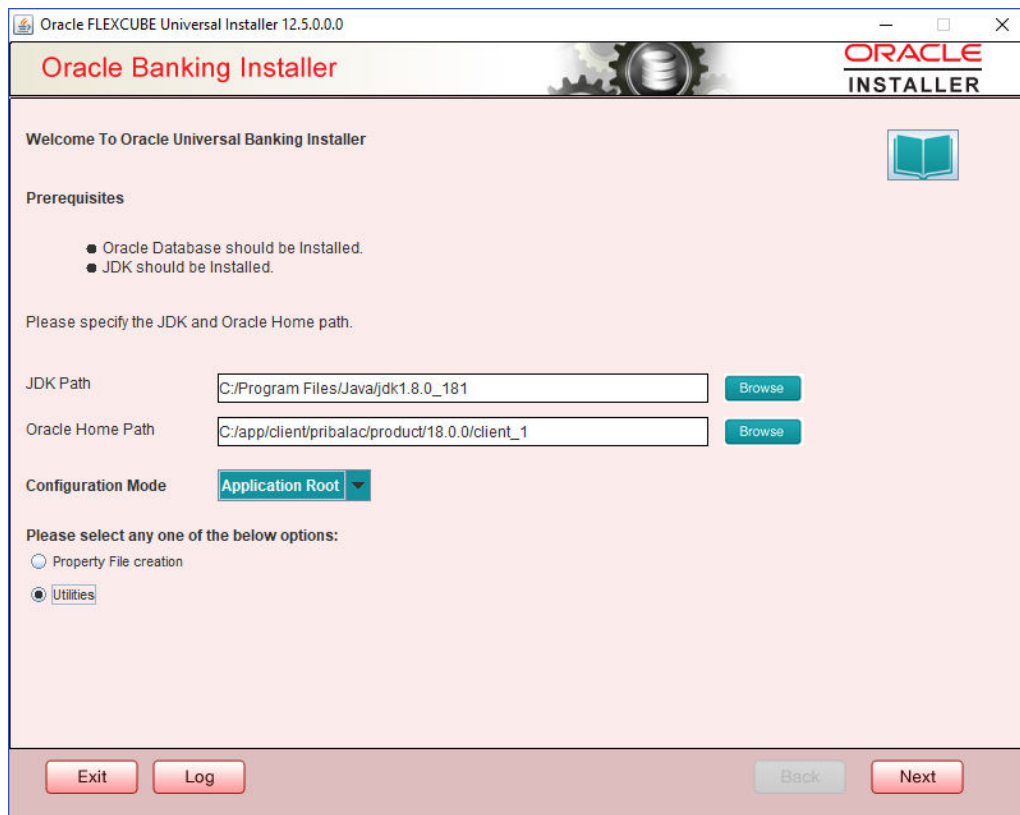 Oracle FLEXCUBE Universal Installer 12.5.0.0.0
Oracle Banking Installer
ORACLE
INSTALLER
Welcome To Oracle Universal Banking Installer
Prerequisites
Oracle Database should be Installed.
JDK should be Installed.
Please specify the JDK and Oracle Home path.
JDK Path C:/Program Files/Java/jdk1.8.0_181 Browse
Oracle Home Path C:/app/client/pribalac/product/18.0.0/client_1 Browse
Configuration Mode Application Root
Please select any one of the below options:
Property File creation
Utilities
Exit Log Back Next